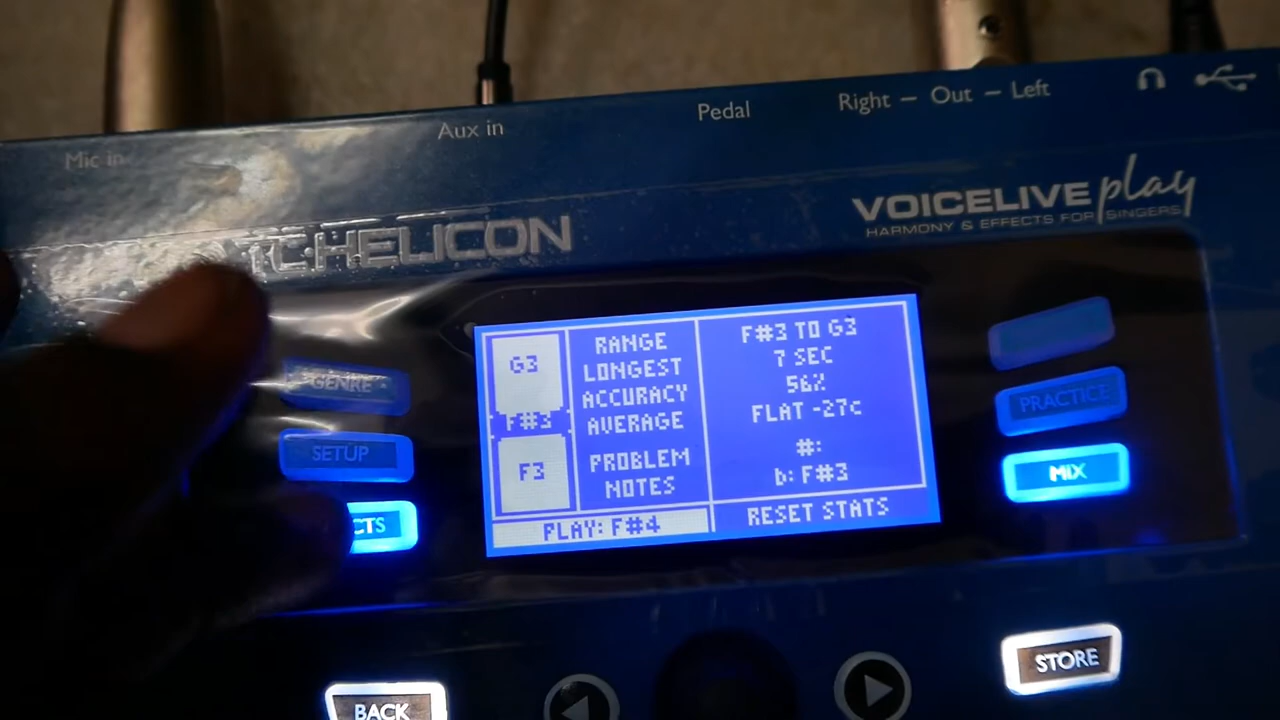 Mic in
Aux in
Pedal
Right – Out – Left
TC·HELICON
VOICELIVE play
HARMONY & EFFECTS FOR SINGERS
GENRE
SETUP
CTS
G3
F#3
F3
RANGE
LONGEST
ACCURACY
AVERAGE
PROBLEM
NOTES
F#3 TO G3
7 SEC
56%
FLAT -27c
#:
b: F#3
PLAY: F#4
RESET STATS
PRACTICE
MIX
BACK
STORE